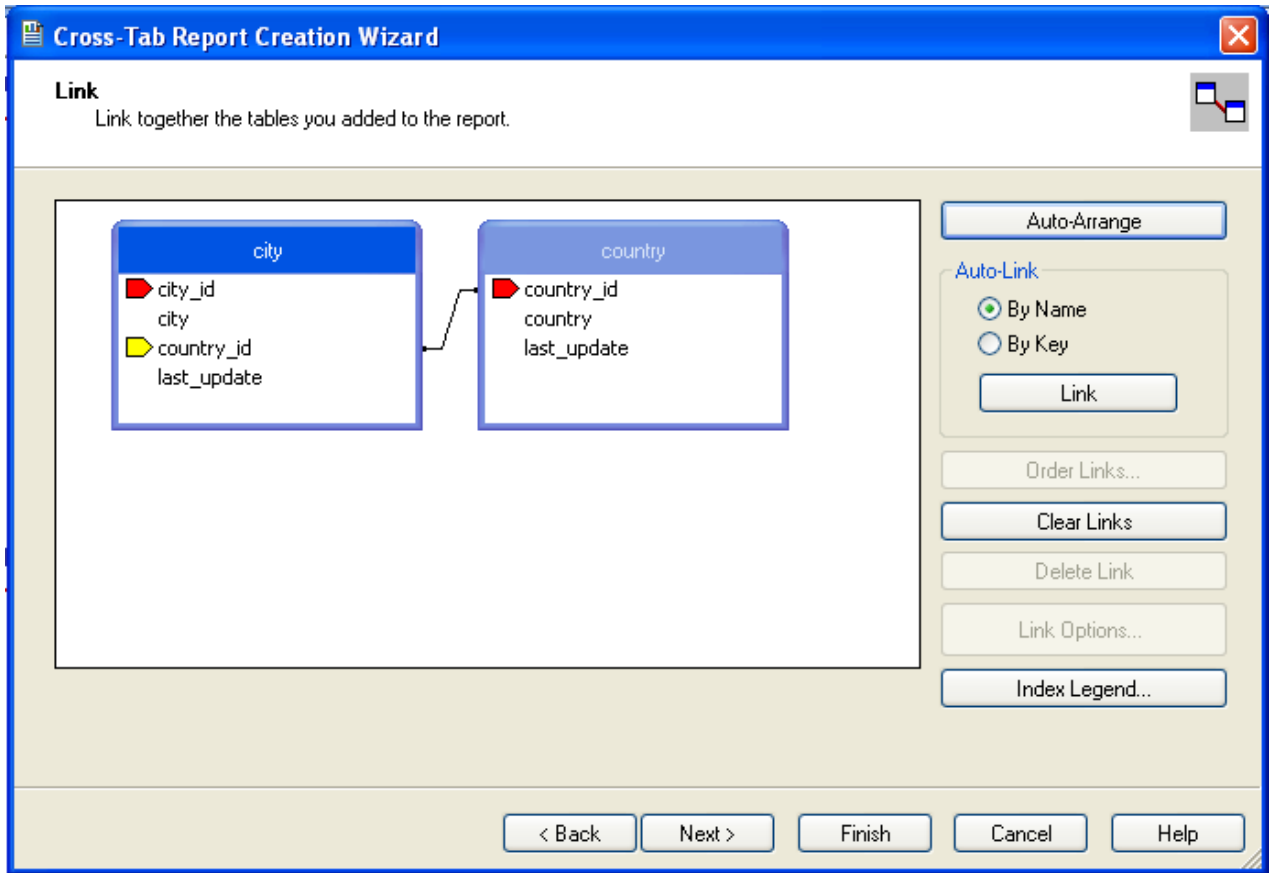 Cross-Tab Report Creation Wizard
Link
Link together the tables you added to the report.
city
city_id
city
country_id
last_update
country
country_id
country
last_update
Auto-Arrange
Auto-Link
By Name
By Key
Link
Order Links...
Clear Links
Delete Link
Link Options...
Index Legend...
< Back
Next >
Finish
Cancel
Help